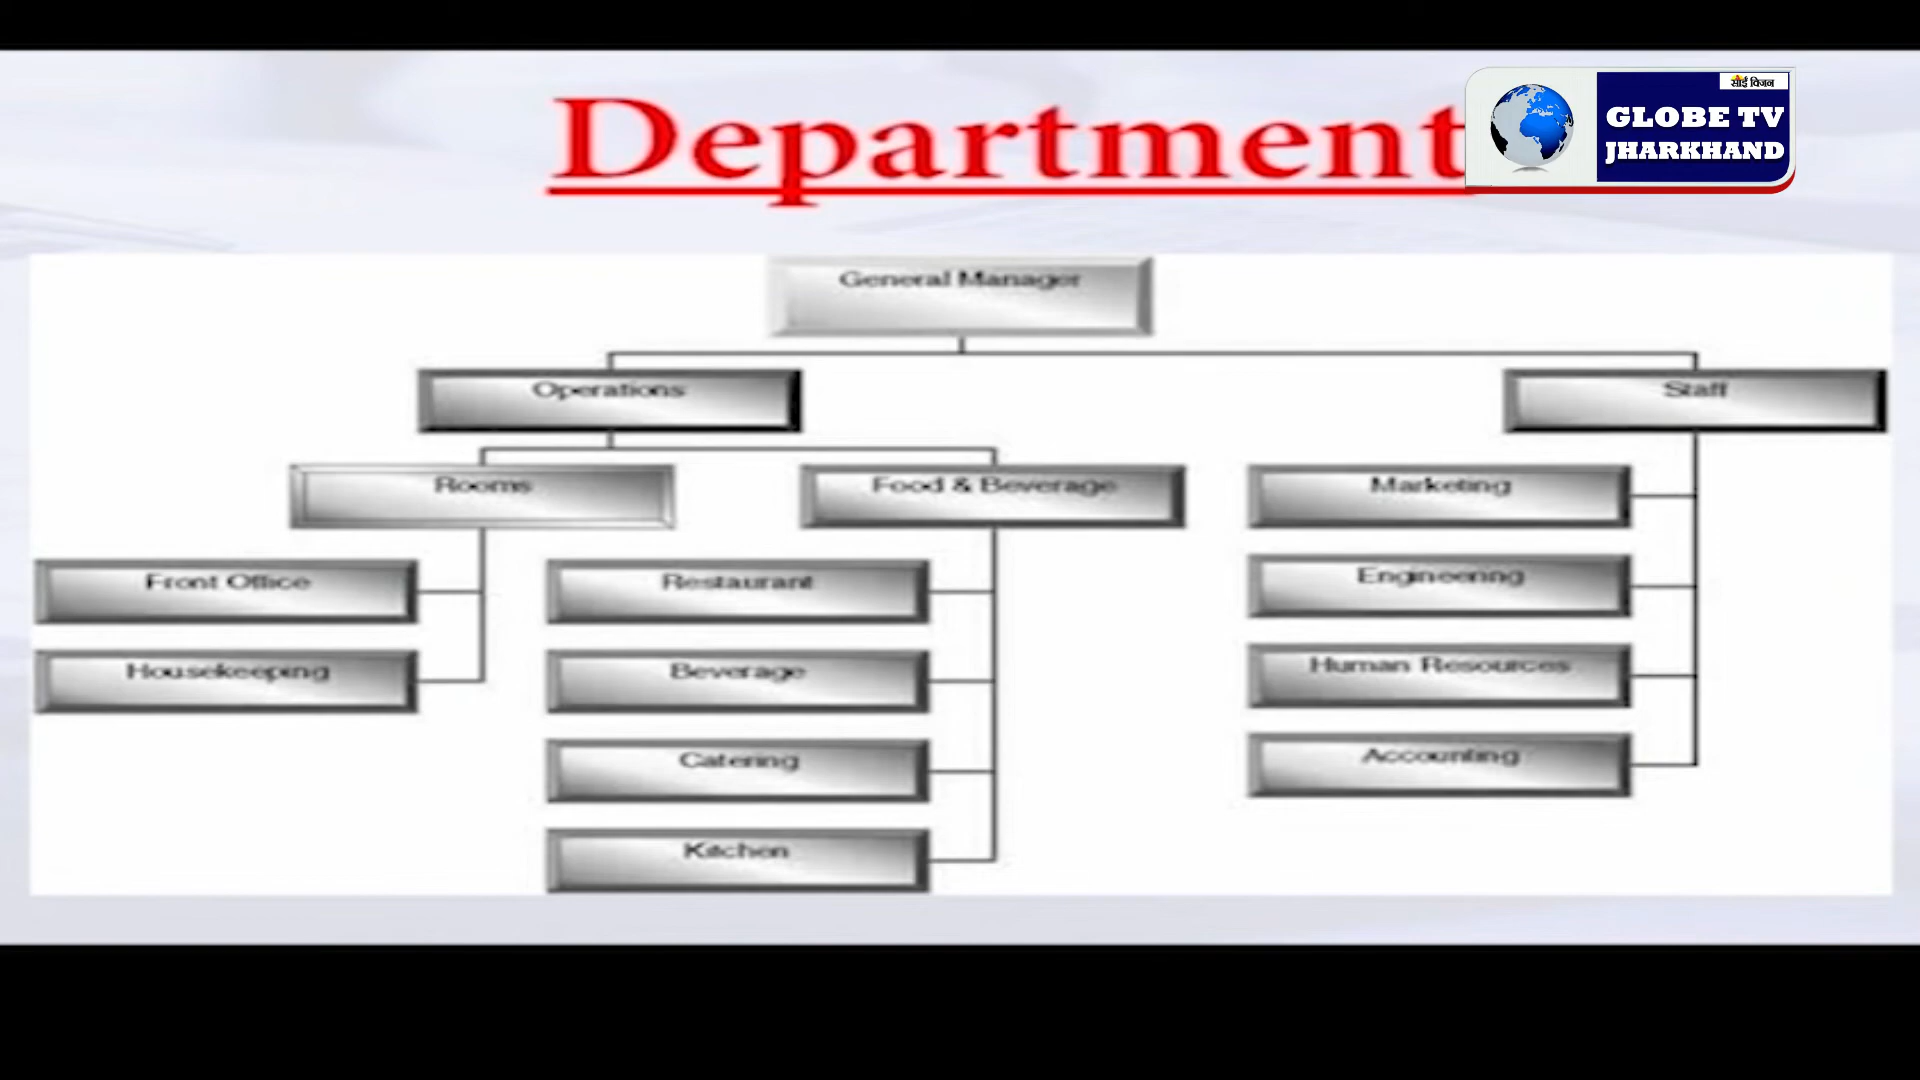 Department
साईं विजन
GLOBE TV
JHARKHAND
General Manager
Operations
Staff
Rooms
Food & Beverage
Marketing
Front Office
Restaurant
Engineering
Housekeeping
Beverage
Human Resources
Catering
Accounting
Kitchen